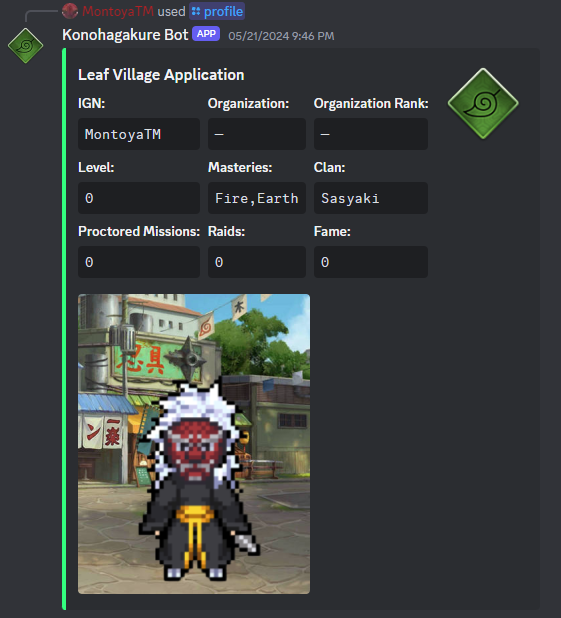 MontoyaTM used profile
Konohagakure Bot APP 05/21/2024 9:46 PM
Leaf Village Application
IGN: Organization: Organization Rank:
MontoyaTM — —
Level: Masteries: Clan:
0 Fire,Earth Sasyaki
Proctored Missions: Raids: Fame:
0 0 0
木
忍具
一楽
ン